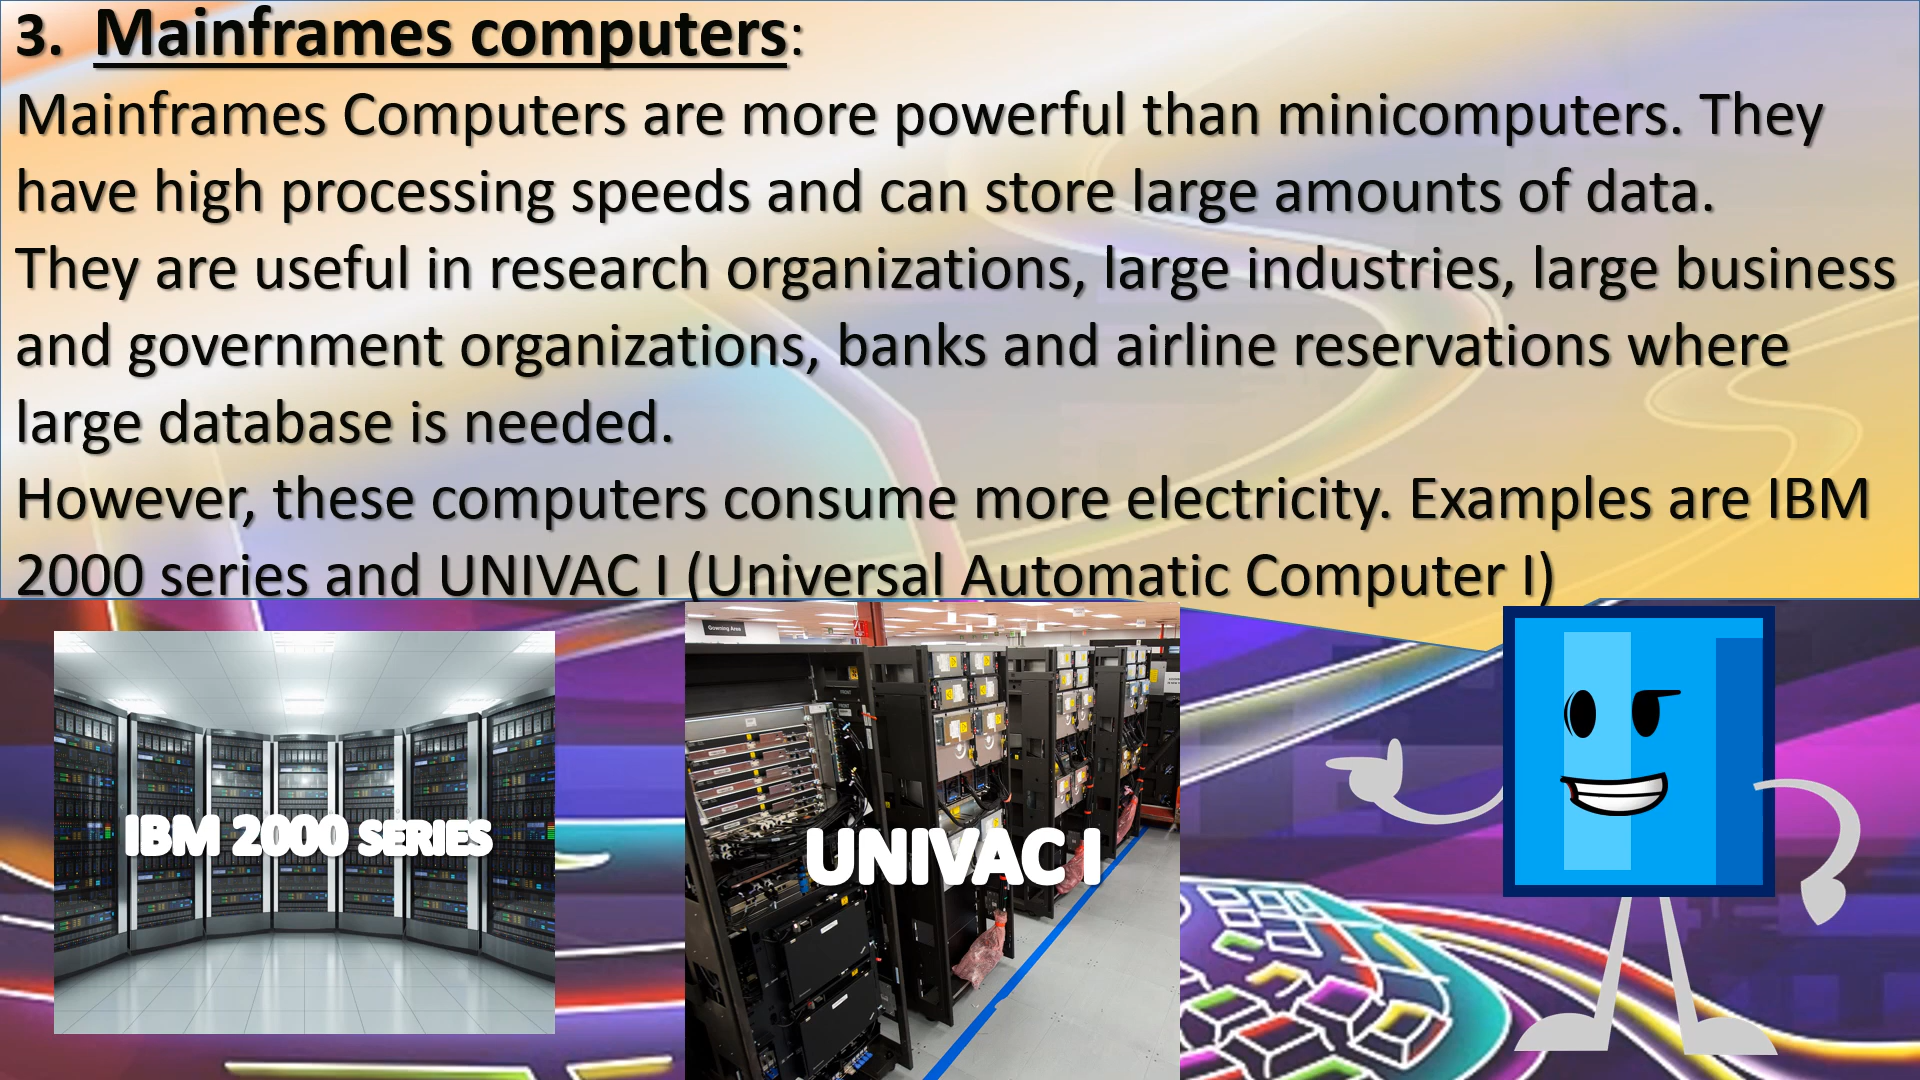 3. Mainframes computers:
Mainframes Computers are more powerful than minicomputers. They
have high processing speeds and can store large amounts of data.
They are useful in research organizations, large industries, large business
and government organizations, banks and airline reservations where
large database is needed.
However, these computers consume more electricity. Examples are IBM
2000 series and UNIVAC I (Universal Automatic Computer I)
IBM 2000 SERIES
UNIVAC I